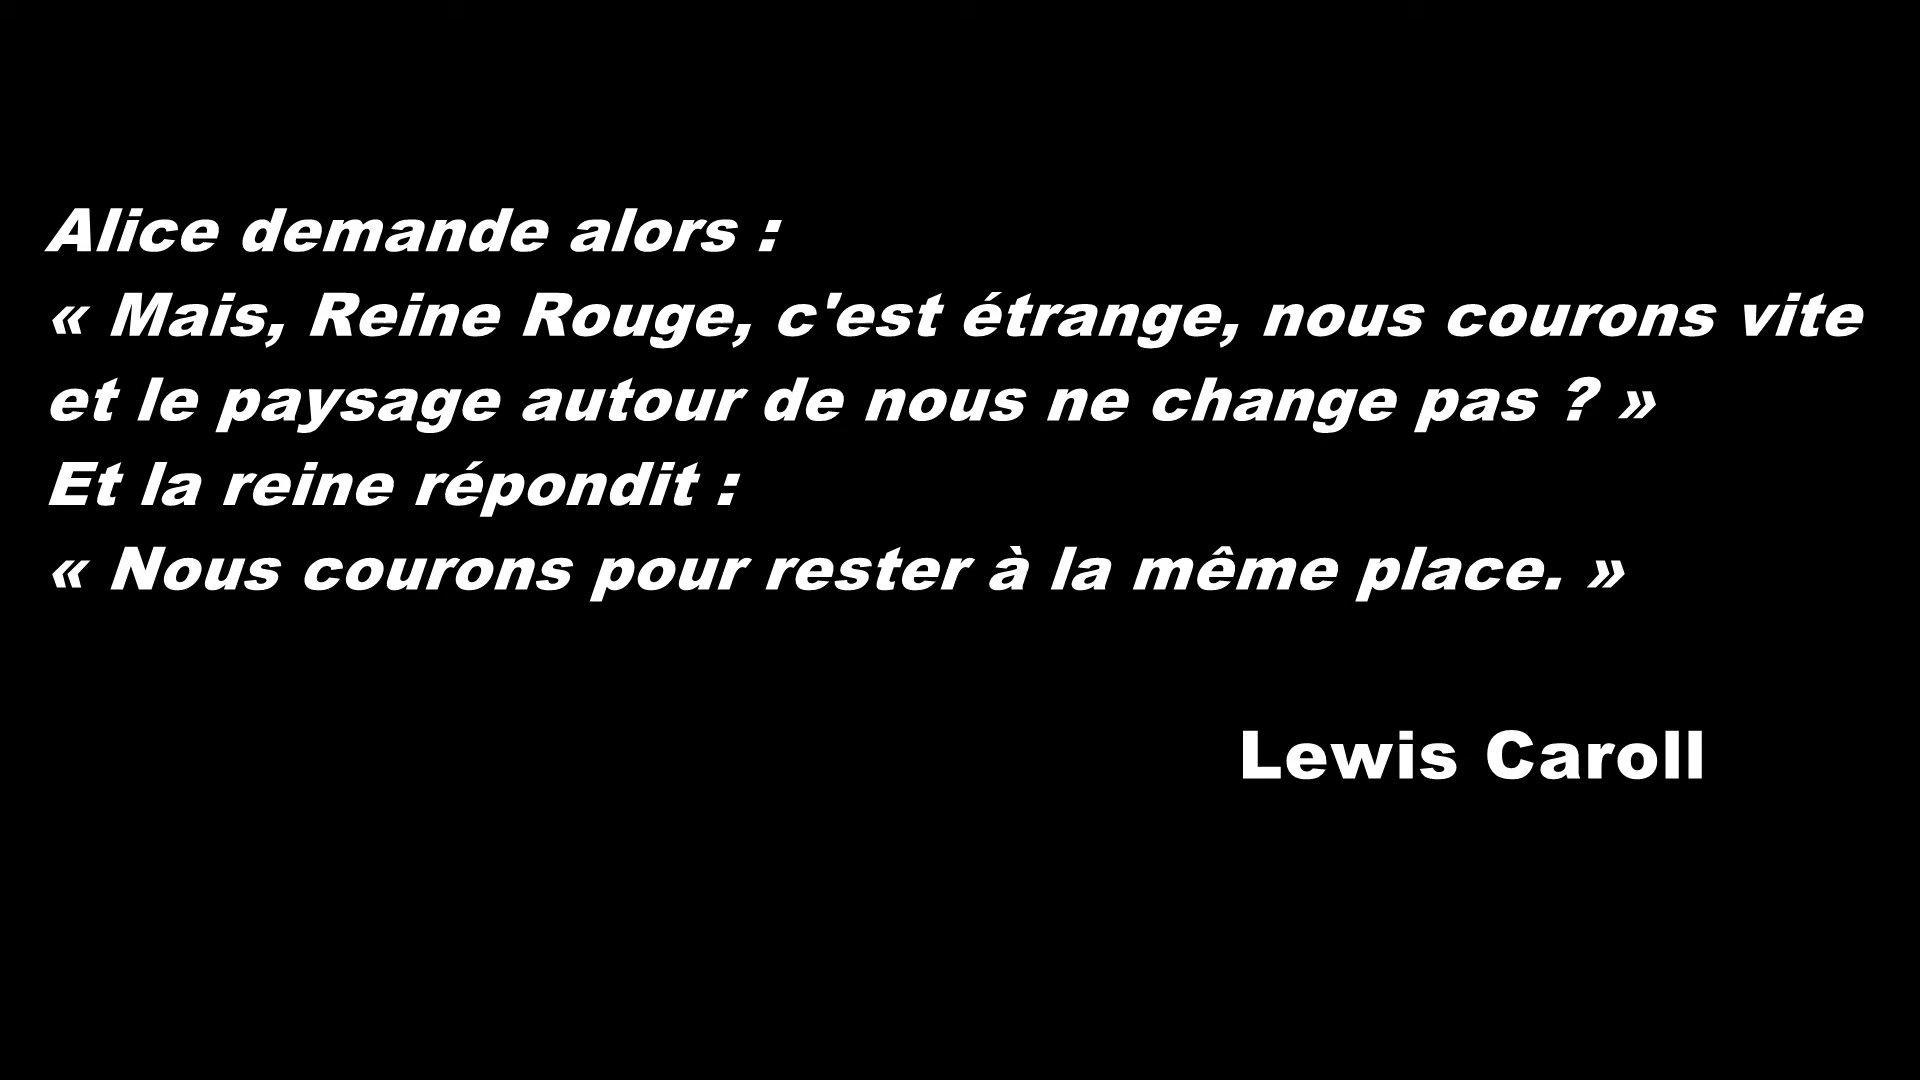 Alice demande alors :
« Mais, Reine Rouge, c'est étrange, nous courons vite
et le paysage autour de nous ne change pas ? »
Et la reine répondit :
« Nous courons pour rester à la même place. »
Lewis Caroll